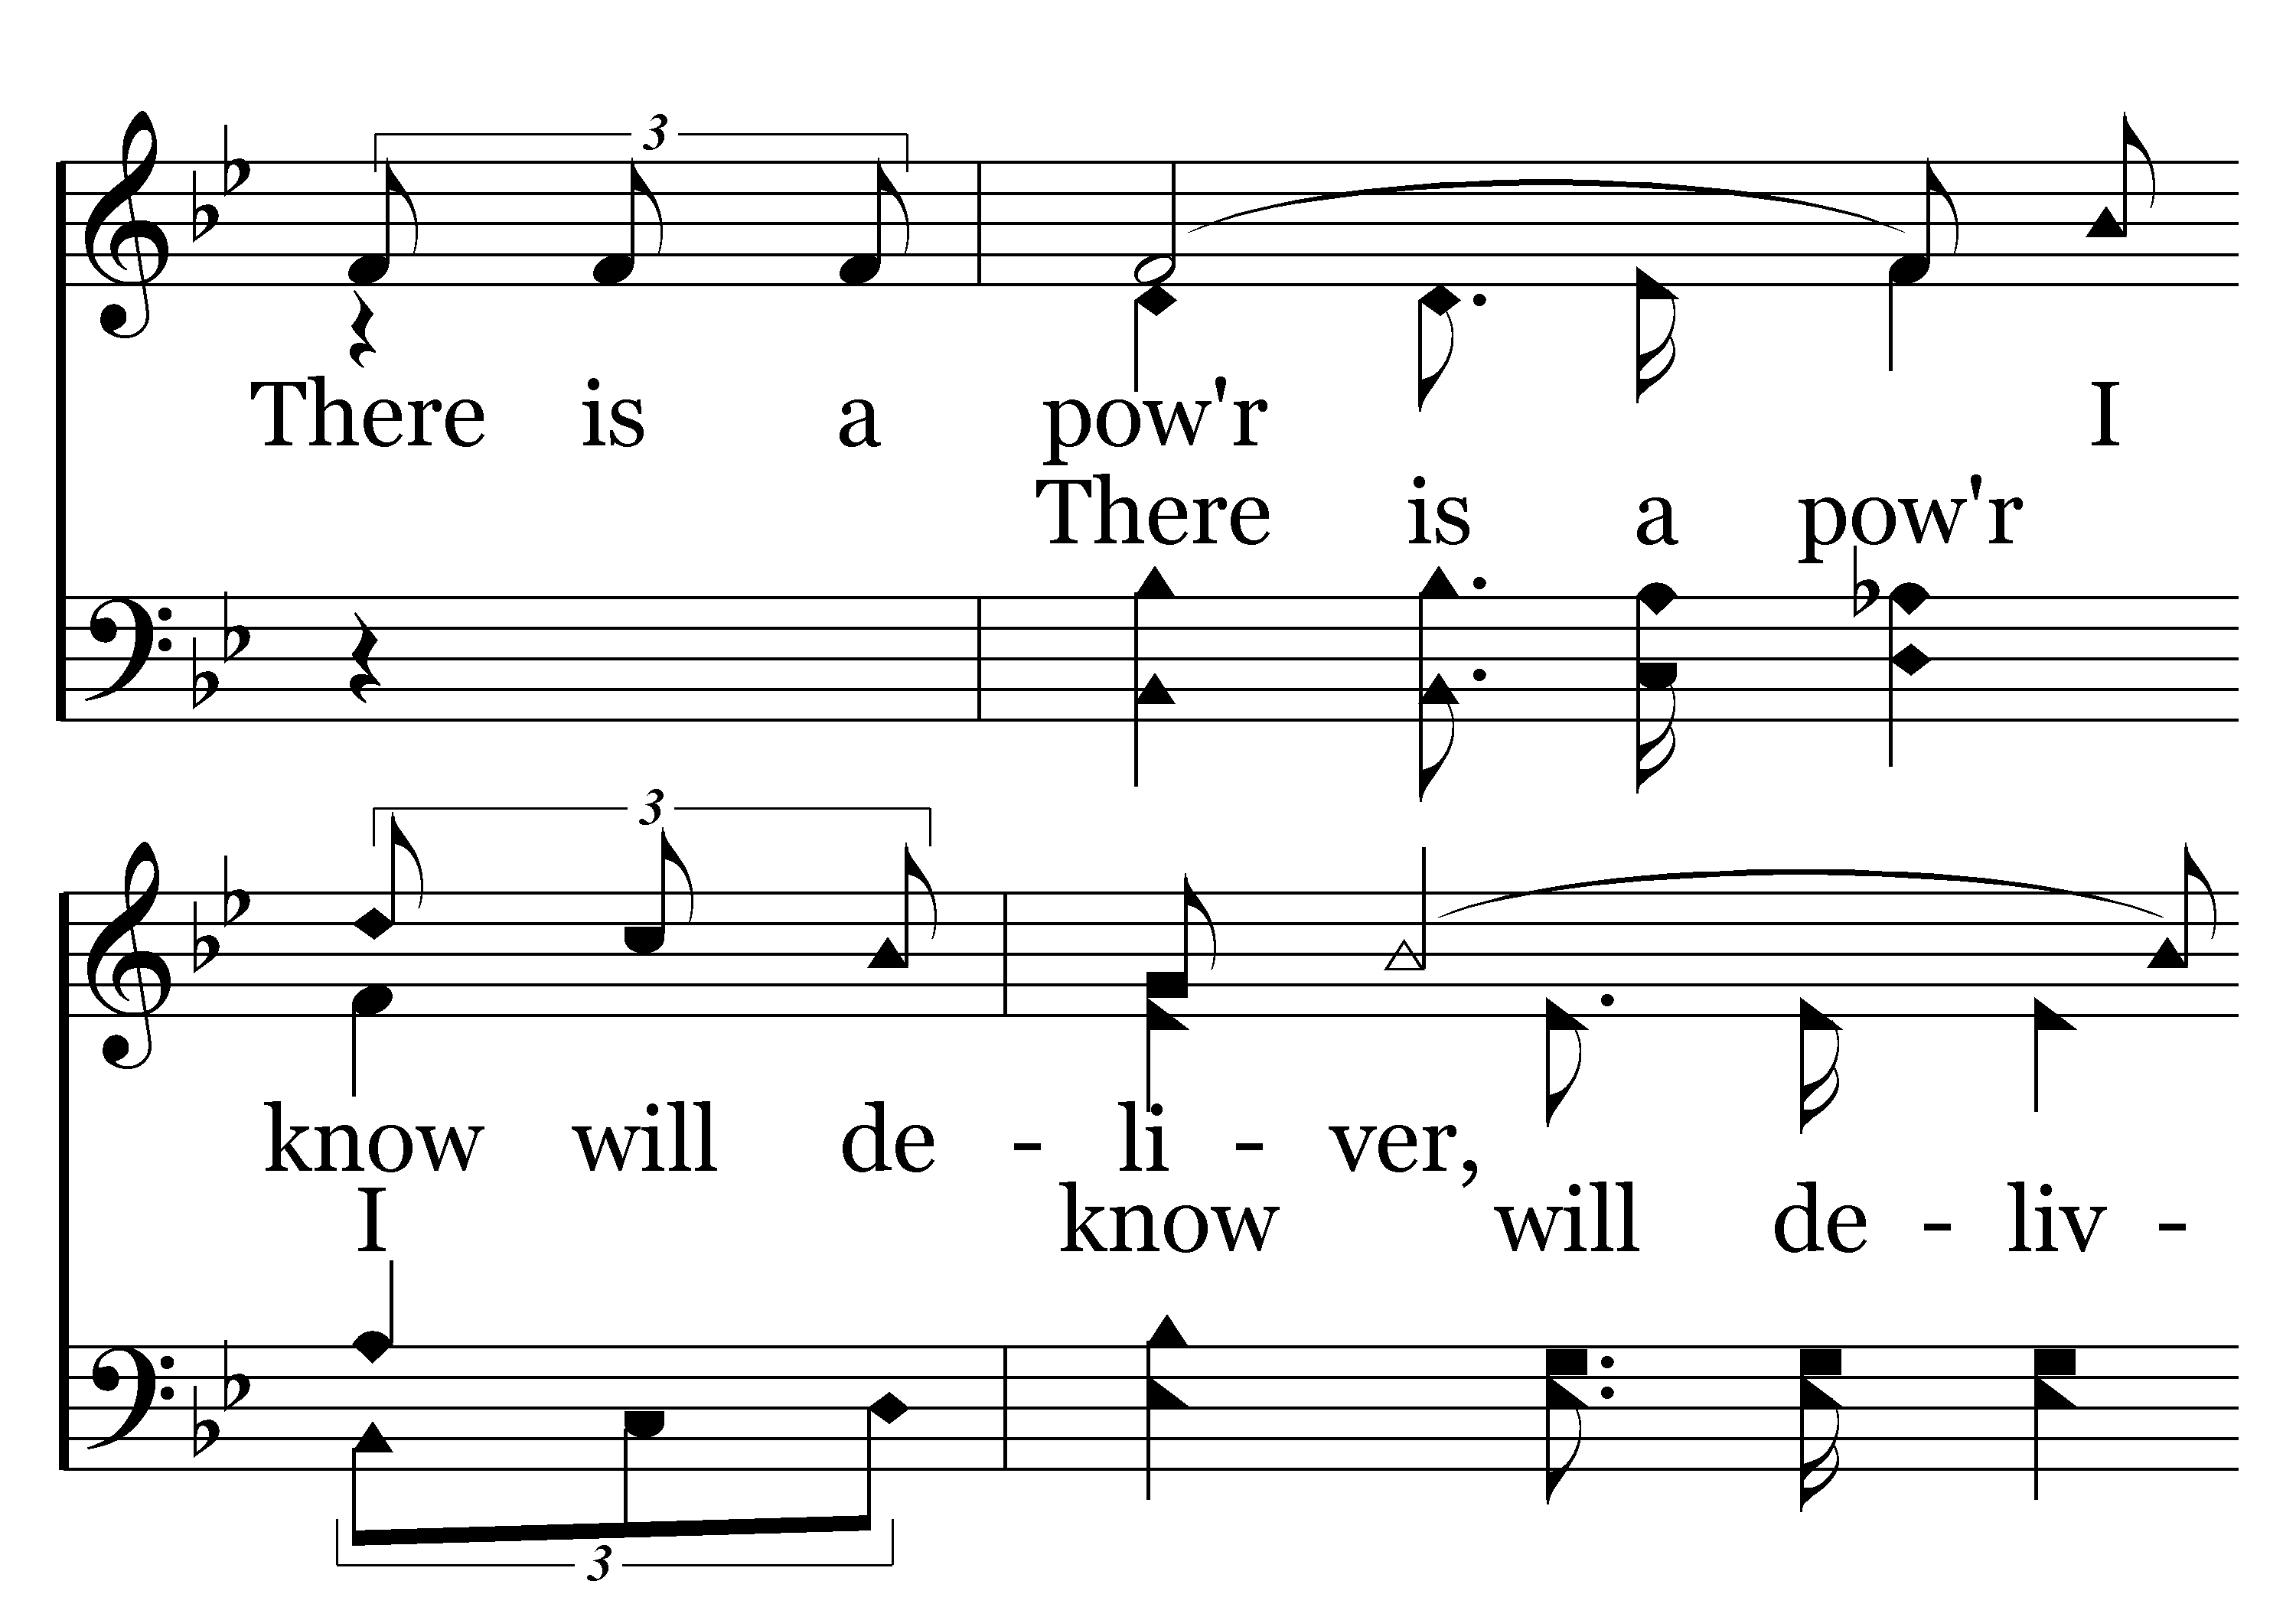 3
There is a pow'r I
There is a pow'r
3
know will de - li - ver,
I know will de - liv -
3